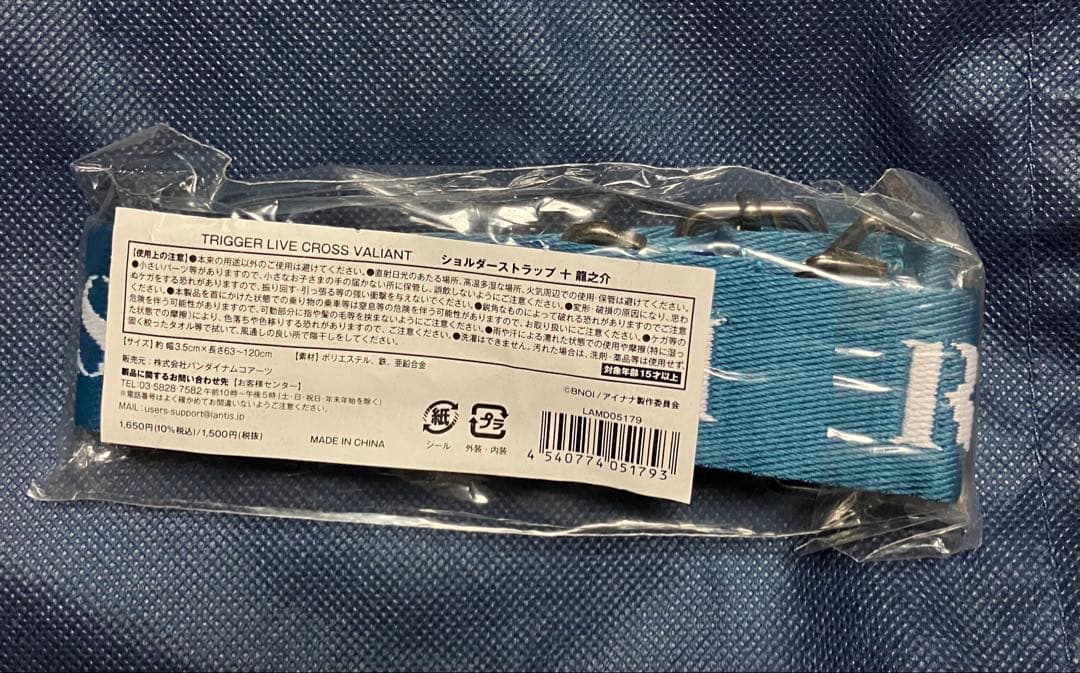 TRIGGER LIVE CROSS VALIANT ショルダーストラップ 十 龍之介
【使用上の注意】●本来の用途以外のご使用は避けてください。●直射日光のあたる場所、高温多湿な場所、火気周辺での使用・保管は避けてください。
●小さいパーツ等がありますので、小さなお子さまの手の届かない所に保管し、誤飲しないようにご注意ください。●変形・破損の原因になり、思わ
ぬケガをする恐れがありますので、振り回す・引っ張る等の強い衝撃を与えないでください。●鋭角なものによって破れる恐れがありますのでご注意
ください。●本製品を首にかけた状態での乗り物の乗車等は窒息等の危険を伴う可能性がありますので、お取り扱いにご注意ください。●ケガ等の
危険を伴う可能性がありますので、可動部分に指や髪の毛等を挟まないようにご注意ください。●雨や汗による濡れた状態での使用や摩擦(特に湿っ
た状態での摩擦)により、色落ちや色移りする恐れがありますので、ご注意ください。●洗濯はできません。汚れた場合は、洗剤・薬品等は使用せず、
固く絞ったタオル等で拭いて、風通しの良い所で陰干しをしてください。
【サイズ】約 幅3.5cm×長さ63～120cm 【素材】ポリエステル、鉄、亜鉛合金
対象年齢15才以上
販売元:株式会社バンダイナムコアーツ
製品に関するお問い合わせ先【お客様センター】
TEL:03-5828-7582 午前10時～午後5時(土・日・祝日・年末年始を除く)
※電話番号はよく確かめてお間違いないようご注意ください。
MAIL:users-support@lantis.jp
1,650円(10%税込)/1,500円(税抜)
MADE IN CHINA
紙
シール
プラ
外装・内装
©BNOI/アイナナ製作委員会
LAMD05179
4 540774 051793